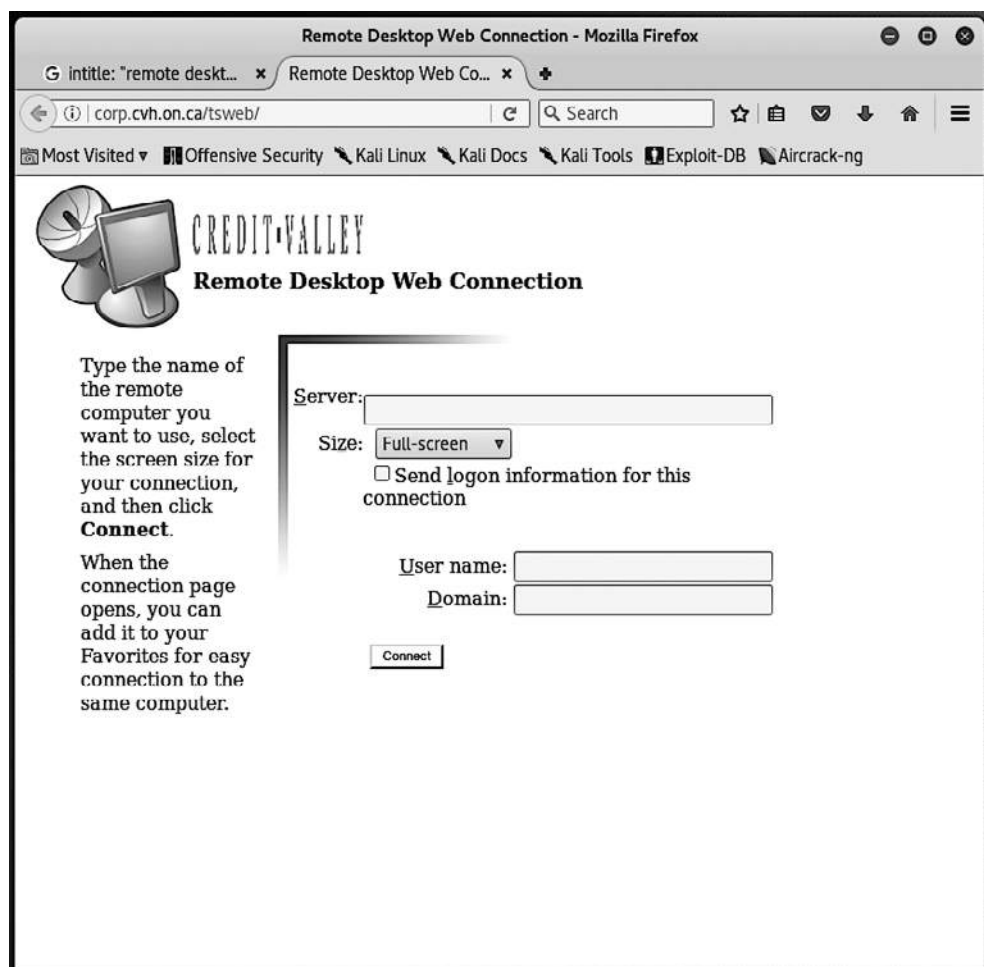 Remote Desktop Web Connection - Mozilla Firefox
G intitle: "remote deskt... × Remote Desktop Web Co... ×
corp.cvh.on.ca/tsweb/ Search
Most Visited Offensive Security Kali Linux Kali Docs Kali Tools Exploit-DB Aircrack-ng
CREDIT VALLEY
Remote Desktop Web Connection
Type the name of
the remote
computer you
want to use, select
the screen size for
your connection,
and then click
Connect.
When the
connection page
opens, you can
add it to your
Favorites for easy
connection to the
same computer.
Server:
Size: Full-screen
Send logon information for this
connection
User name:
Domain:
Connect